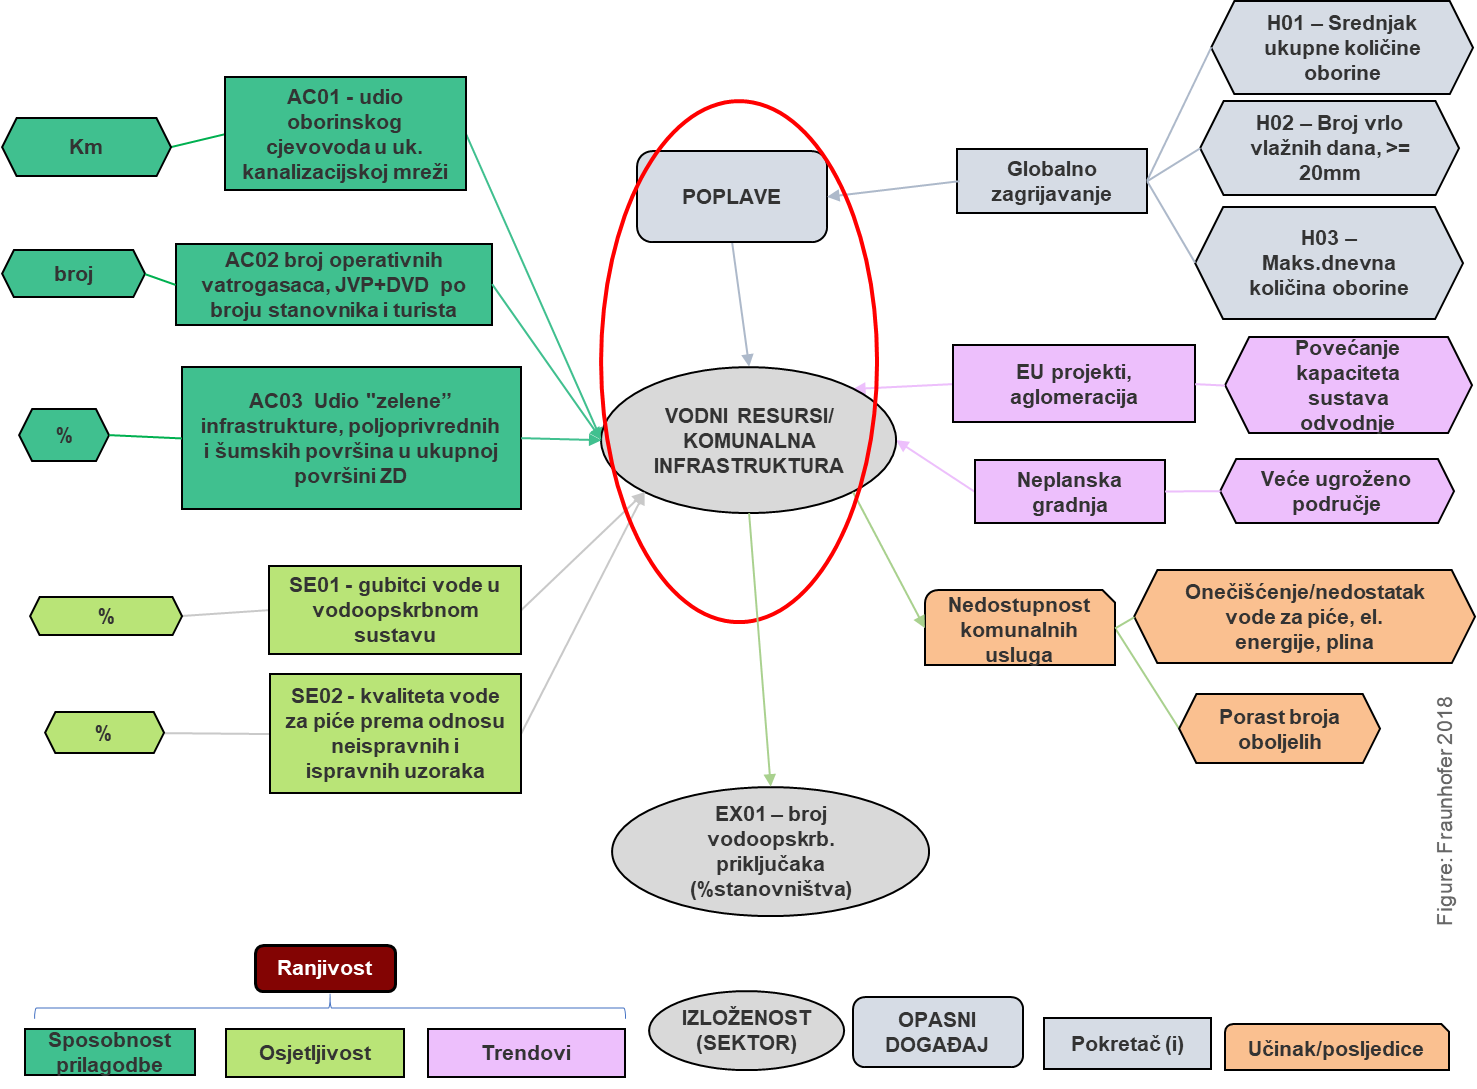 H01 – Srednjak
ukupne količine
oborine
AC01 - udio
oborinskog
cjevovoda u uk.
kanalizacijskoj mreži
Km
H02 – Broj vrlo
vlažnih dana, >=
20mm
POPLAVE
Globalno
zagrijavanje
H03 –
Maks.dnevna
količina oborine
broj
AC02 broj operativnih
vatrogasaca, JVP+DVD  po
broju stanovnika i turista
EU projekti,
aglomeracija
Povećanje
kapaciteta
sustava
odvodnje
%
AC03  Udio "zelene”
infrastrukture, poljoprivrednih
i šumskih površina u ukupnoj
površini ZD
VODNI  RESURSI/
KOMUNALNA
INFRASTRUKTURA
Neplanska
gradnja
Veće ugroženo
područje
%
SE01 - gubitci vode u
vodoopskrbnom
sustavu
Nedostupnost
komunalnih
usluga
Onečišćenje/nedostatak
vode za piće, el.
energije, plina
%
SE02 - kvaliteta vode
za piće prema odnosu
neispravnih i
ispravnih uzoraka
Porast broja
oboljelih
EX01 – broj
vodoopskrb.
priključaka
(%stanovništva)
Figure: Fraunhofer 2018
Ranjivost
Sposobnost
prilagodbe
Osjetljivost
Trendovi
IZLOŽENOST
(SEKTOR)
OPASNI
DOGAĐAJ
Pokretač (i)
Učinak/posljedice